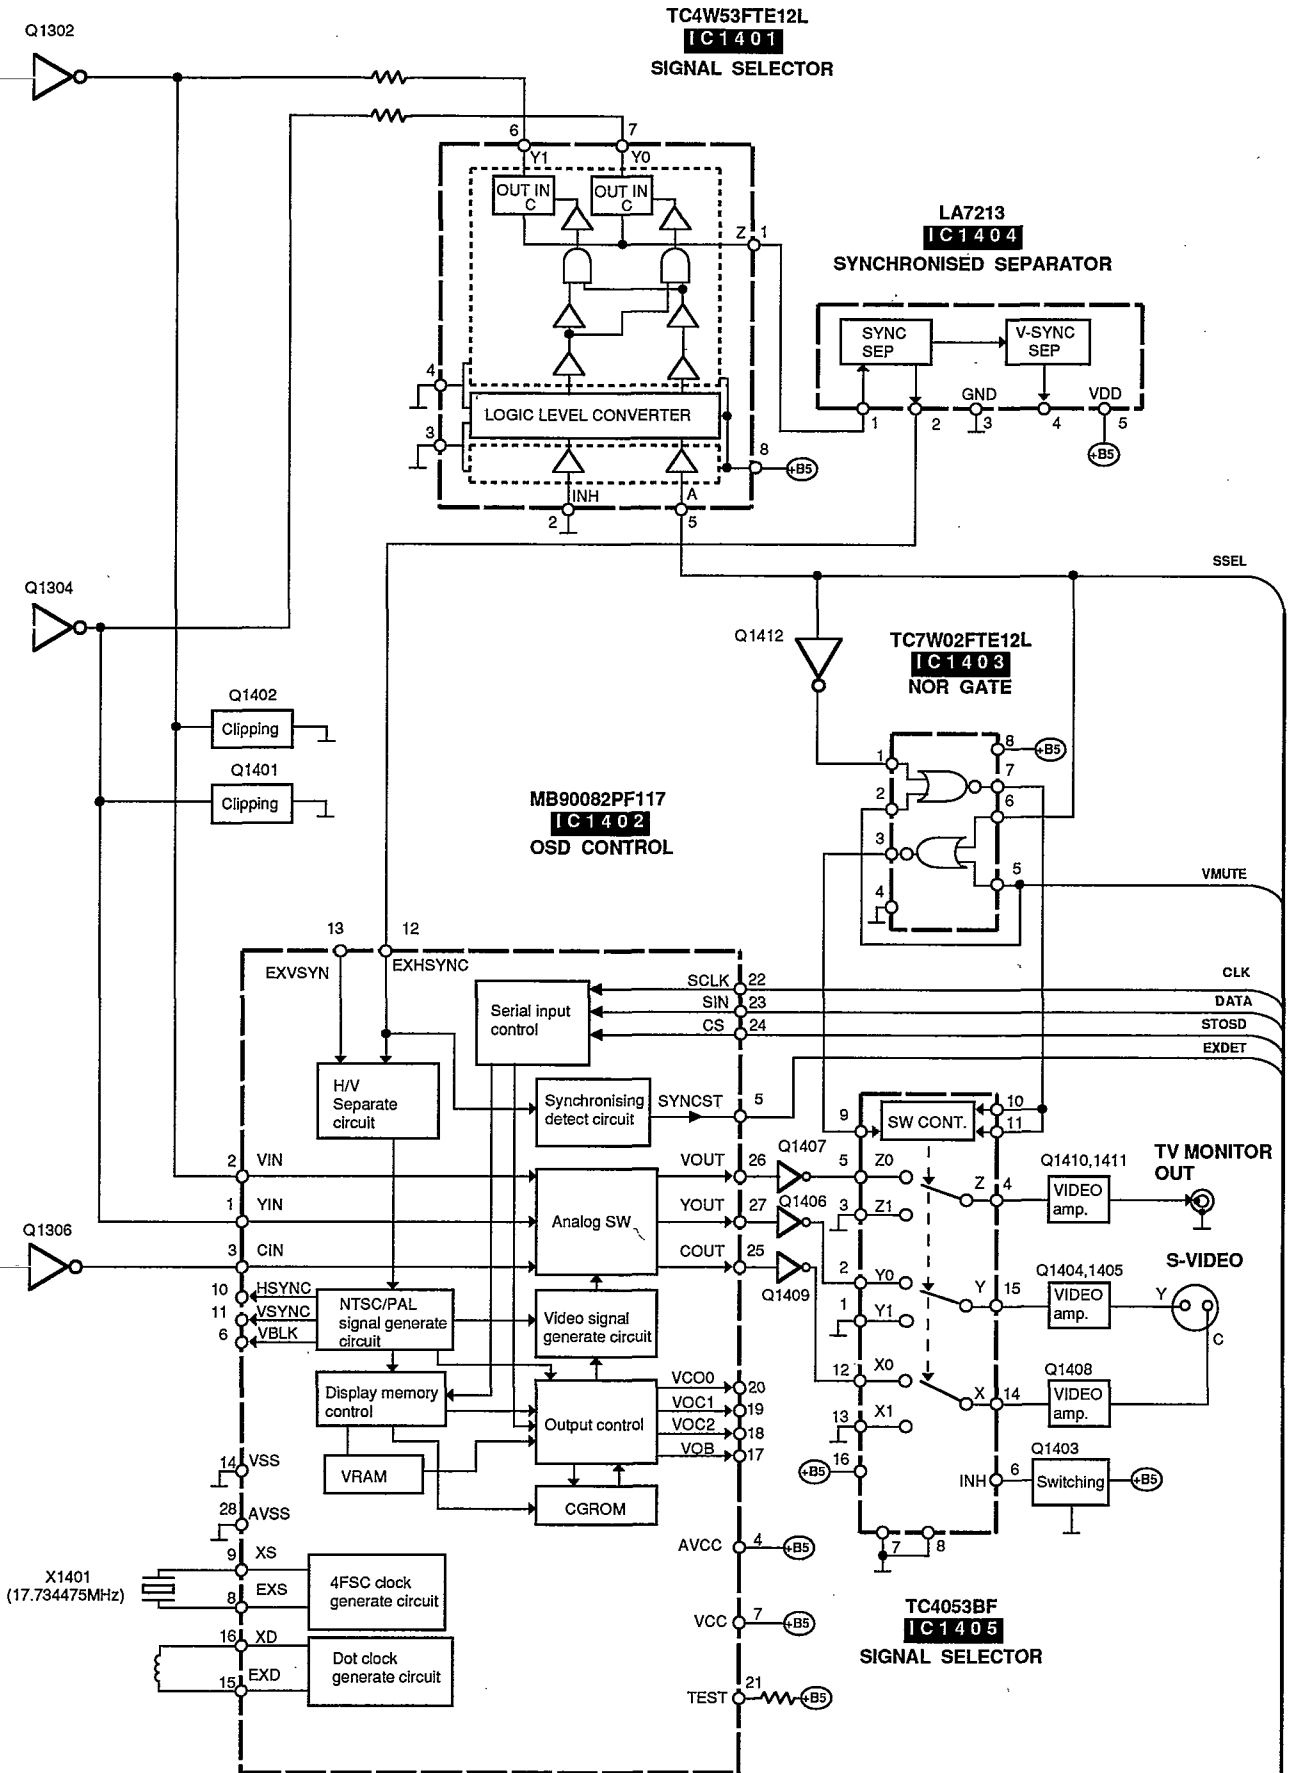 TC4W53FTE12L
IC1401
SIGNAL SELECTOR
Q1302
6
7
Y1
Y0
OUT IN
C
OUT IN
C
Z
1
4
LOGIC LEVEL CONVERTER
3
8
+B5
INH
A
2
5
LA7213
IC1404
SYNCHRONISED SEPARATOR
SYNC
SEP
V-SYNC
SEP
GND
VDD
1
2
3
4
5
+B5
SSEL
Q1304
Q1412
TC7W02FTE12L
IC1403
NOR GATE
8
+B5
1
7
2
6
3
5
4
VMUTE
Q1402
Clipping
Q1401
Clipping
MB90082PF117
IC1402
OSD CONTROL
13
12
EXVSYN
EXHSYNC
Serial input
control
SCLK
22
CLK
SIN
23
DATA
CS
24
STOSD
EXDET
H/V
Separate
circuit
Synchronising
detect circuit
SYNCST
5
2
VIN
1
YIN
Q1306
3
CIN
Analog SW
VOUT
26
Q1407
YOUT
27
Q1406
COUT
25
Q1409
10
HSYNC
11
VSYNC
6
VBLK
NTSC/PAL
signal generate
circuit
Video signal
generate circuit
Display memory
control
Output control
VRAM
CGROM
VCO0
20
VOC1
19
VOC2
18
VOB
17
14
VSS
28
AVSS
9
XS
X1401
(17.734475MHz)
8
EXS
4FSC clock
generate circuit
16
XD
15
EXD
Dot clock
generate circuit
AVCC
4
+B5
VCC
7
+B5
TEST
21
+B5
9
SW CONT.
10
11
5
Z0
3
Z1
Z
4
Q1410,1411
VIDEO
amp.
TV MONITOR
OUT
2
Y0
1
Y1
Y
15
Q1404,1405
VIDEO
amp.
S-VIDEO
Y
C
12
X0
13
X1
X
14
Q1408
VIDEO
amp.
+B5
16
INH
6
Q1403
Switching
+B5
7
8
TC4053BF
IC1405
SIGNAL SELECTOR